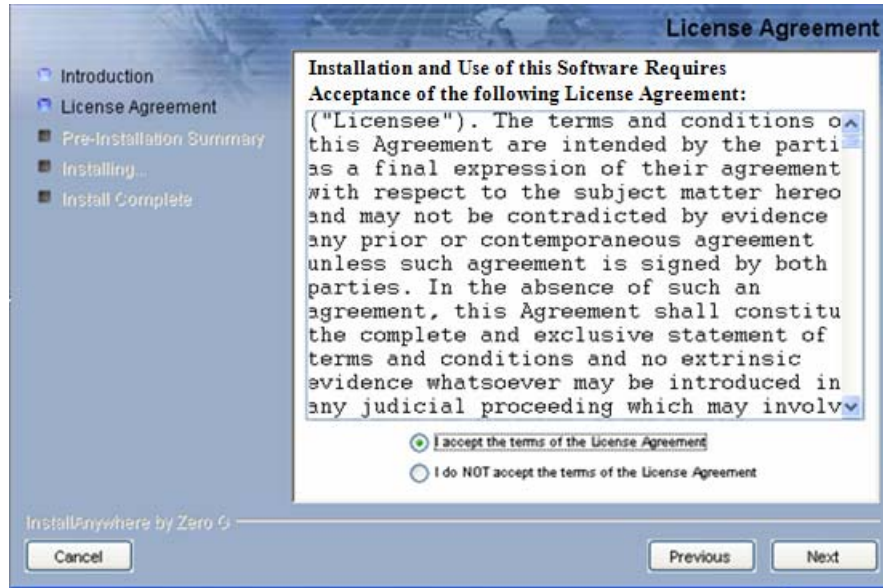 License Agreement
Introduction
License Agreement
Pre-Installation Summary
Installing...
Install Complete
Installation and Use of this Software Requires
Acceptance of the following License Agreement:
("Licensee"). The terms and conditions o
this Agreement are intended by the parti
as a final expression of their agreement
with respect to the subject matter hereo
and may not be contradicted by evidence
any prior or contemporaneous agreement
unless such agreement is signed by both
parties. In the absence of such an
agreement, this Agreement shall constitu
the complete and exclusive statement of
terms and conditions and no extrinsic
evidence whatsoever may be introduced in
any judicial proceeding which may involv
I accept the terms of the License Agreement
I do NOT accept the terms of the License Agreement
InstallAnywhere by Zero G
Cancel
Previous
Next